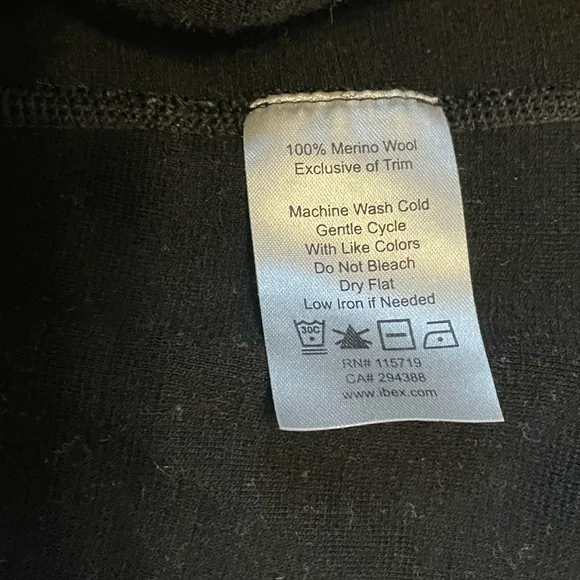 100% Merino Wool
Exclusive of Trim
Machine Wash Cold
Gentle Cycle
With Like Colors
Do Not Bleach
Dry Flat
Low Iron if Needed
30C
RN# 115719
CA# 294388
www.ibex.com